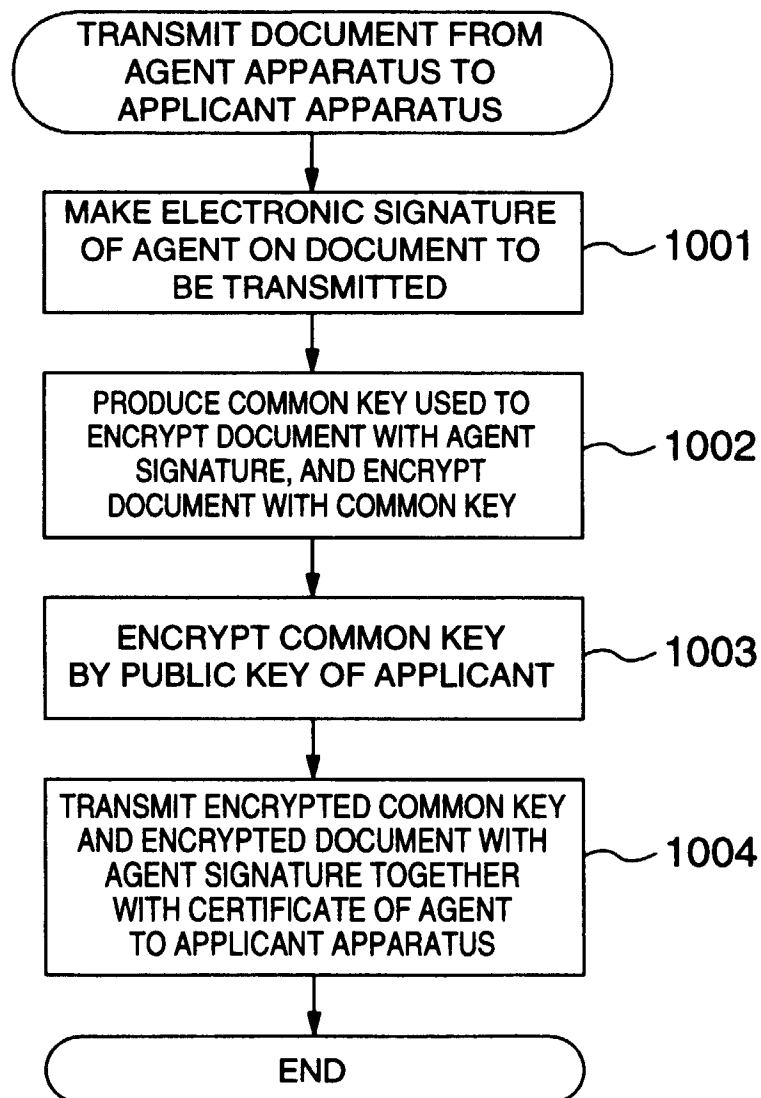 TRANSMIT DOCUMENT FROM
AGENT APPARATUS TO
APPLICANT APPARATUS
MAKE ELECTRONIC SIGNATURE
OF AGENT ON DOCUMENT TO
BE TRANSMITTED
1001
PRODUCE COMMON KEY USED TO
ENCRYPT DOCUMENT WITH AGENT
SIGNATURE, AND ENCRYPT
DOCUMENT WITH COMMON KEY
1002
ENCRYPT COMMON KEY
BY PUBLIC KEY OF APPLICANT
1003
TRANSMIT ENCRYPTED COMMON KEY
AND ENCRYPTED DOCUMENT WITH
AGENT SIGNATURE TOGETHER
WITH CERTIFICATE OF AGENT
TO APPLICANT APPARATUS
1004
END